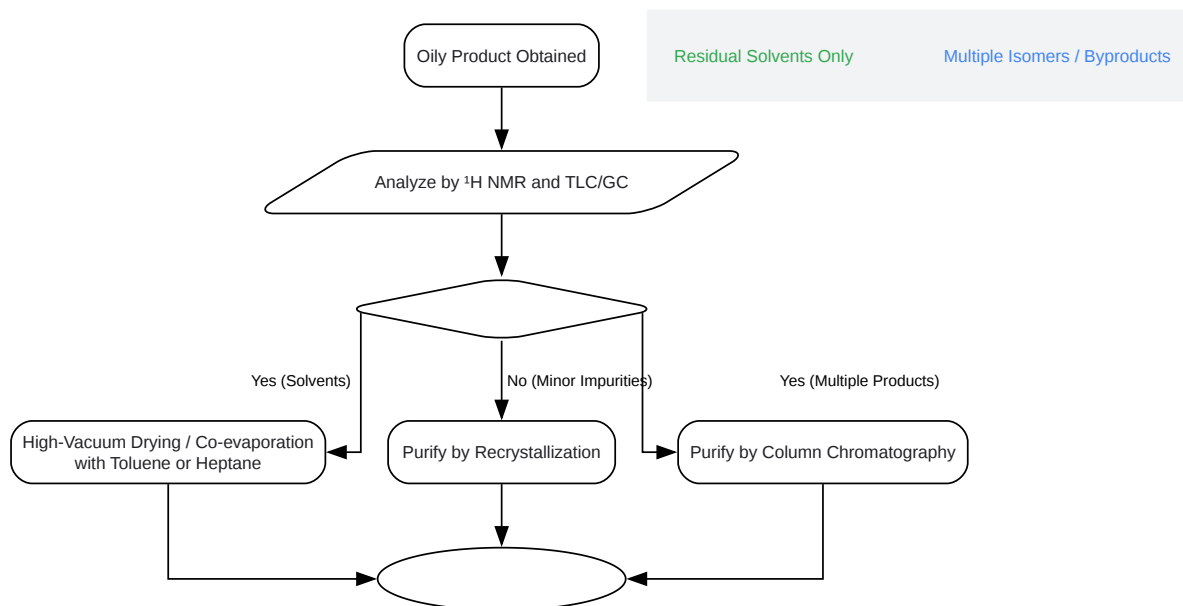 Oily Product Obtained
Residual Solvents Only
Multiple Isomers / Byproducts
Analyze by ¹H NMR and TLC/GC
Yes (Solvents)
No (Minor Impurities)
Yes (Multiple Products)
High-Vacuum Drying / Co-evaporation
with Toluene or Heptane
Purify by Recrystallization
Purify by Column Chromatography